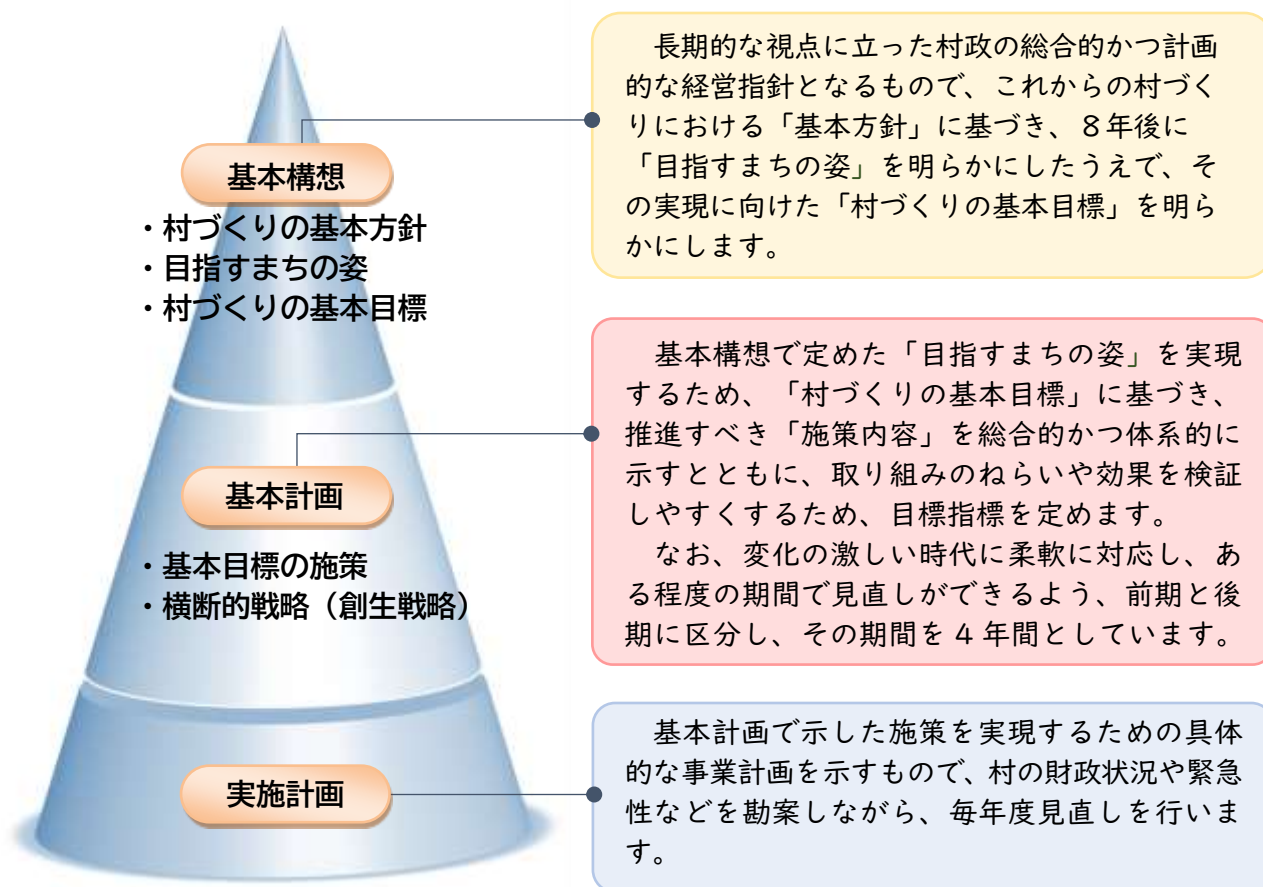 基本構想
・村づくりの基本方針
・目指すまちの姿
・村づくりの基本目標
長期的な視点に立った村政の総合的かつ計画
的な経営指針となるもので、これからの村づく
りにおける「基本方針」に基づき、８年後に
「目指すまちの姿」を明らかにしたうえで、そ
の実現に向けた「村づくりの基本目標」を明ら
かにします。
基本計画
・基本目標の施策
・横断的戦略（創生戦略）
基本構想で定めた「目指すまちの姿」を実現
するため、「村づくりの基本目標」に基づき、
推進すべき「施策内容」を総合的かつ体系的に
示すとともに、取り組みのねらいや効果を検証
しやすくするため、目標指標を定めます。
なお、変化の激しい時代に柔軟に対応し、あ
る程度の期間で見直しができるよう、前期と後
期に区分し、その期間を４年間としています。
実施計画
基本計画で示した施策を実現するための具体
的な事業計画を示すもので、村の財政状況や緊急
性などを勘案しながら、毎年度見直しを行いま
す。